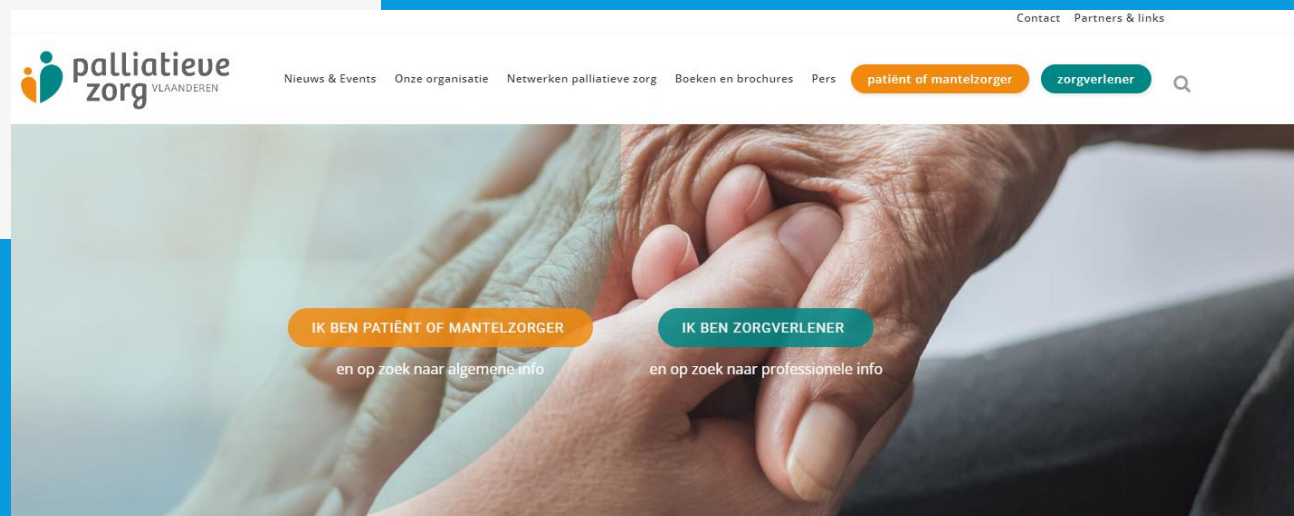 Contact Partners & links
palliatieve
zorg VLAANDEREN
Nieuws & Events Onze organisatie Netwerken palliatieve zorg Boeken en brochures Pers patiënt of mantelzorger zorgverlener
IK BEN PATIËNT OF MANTELZORGER
en op zoek naar algemene info
IK BEN ZORGVERLENER
en op zoek naar professionele info